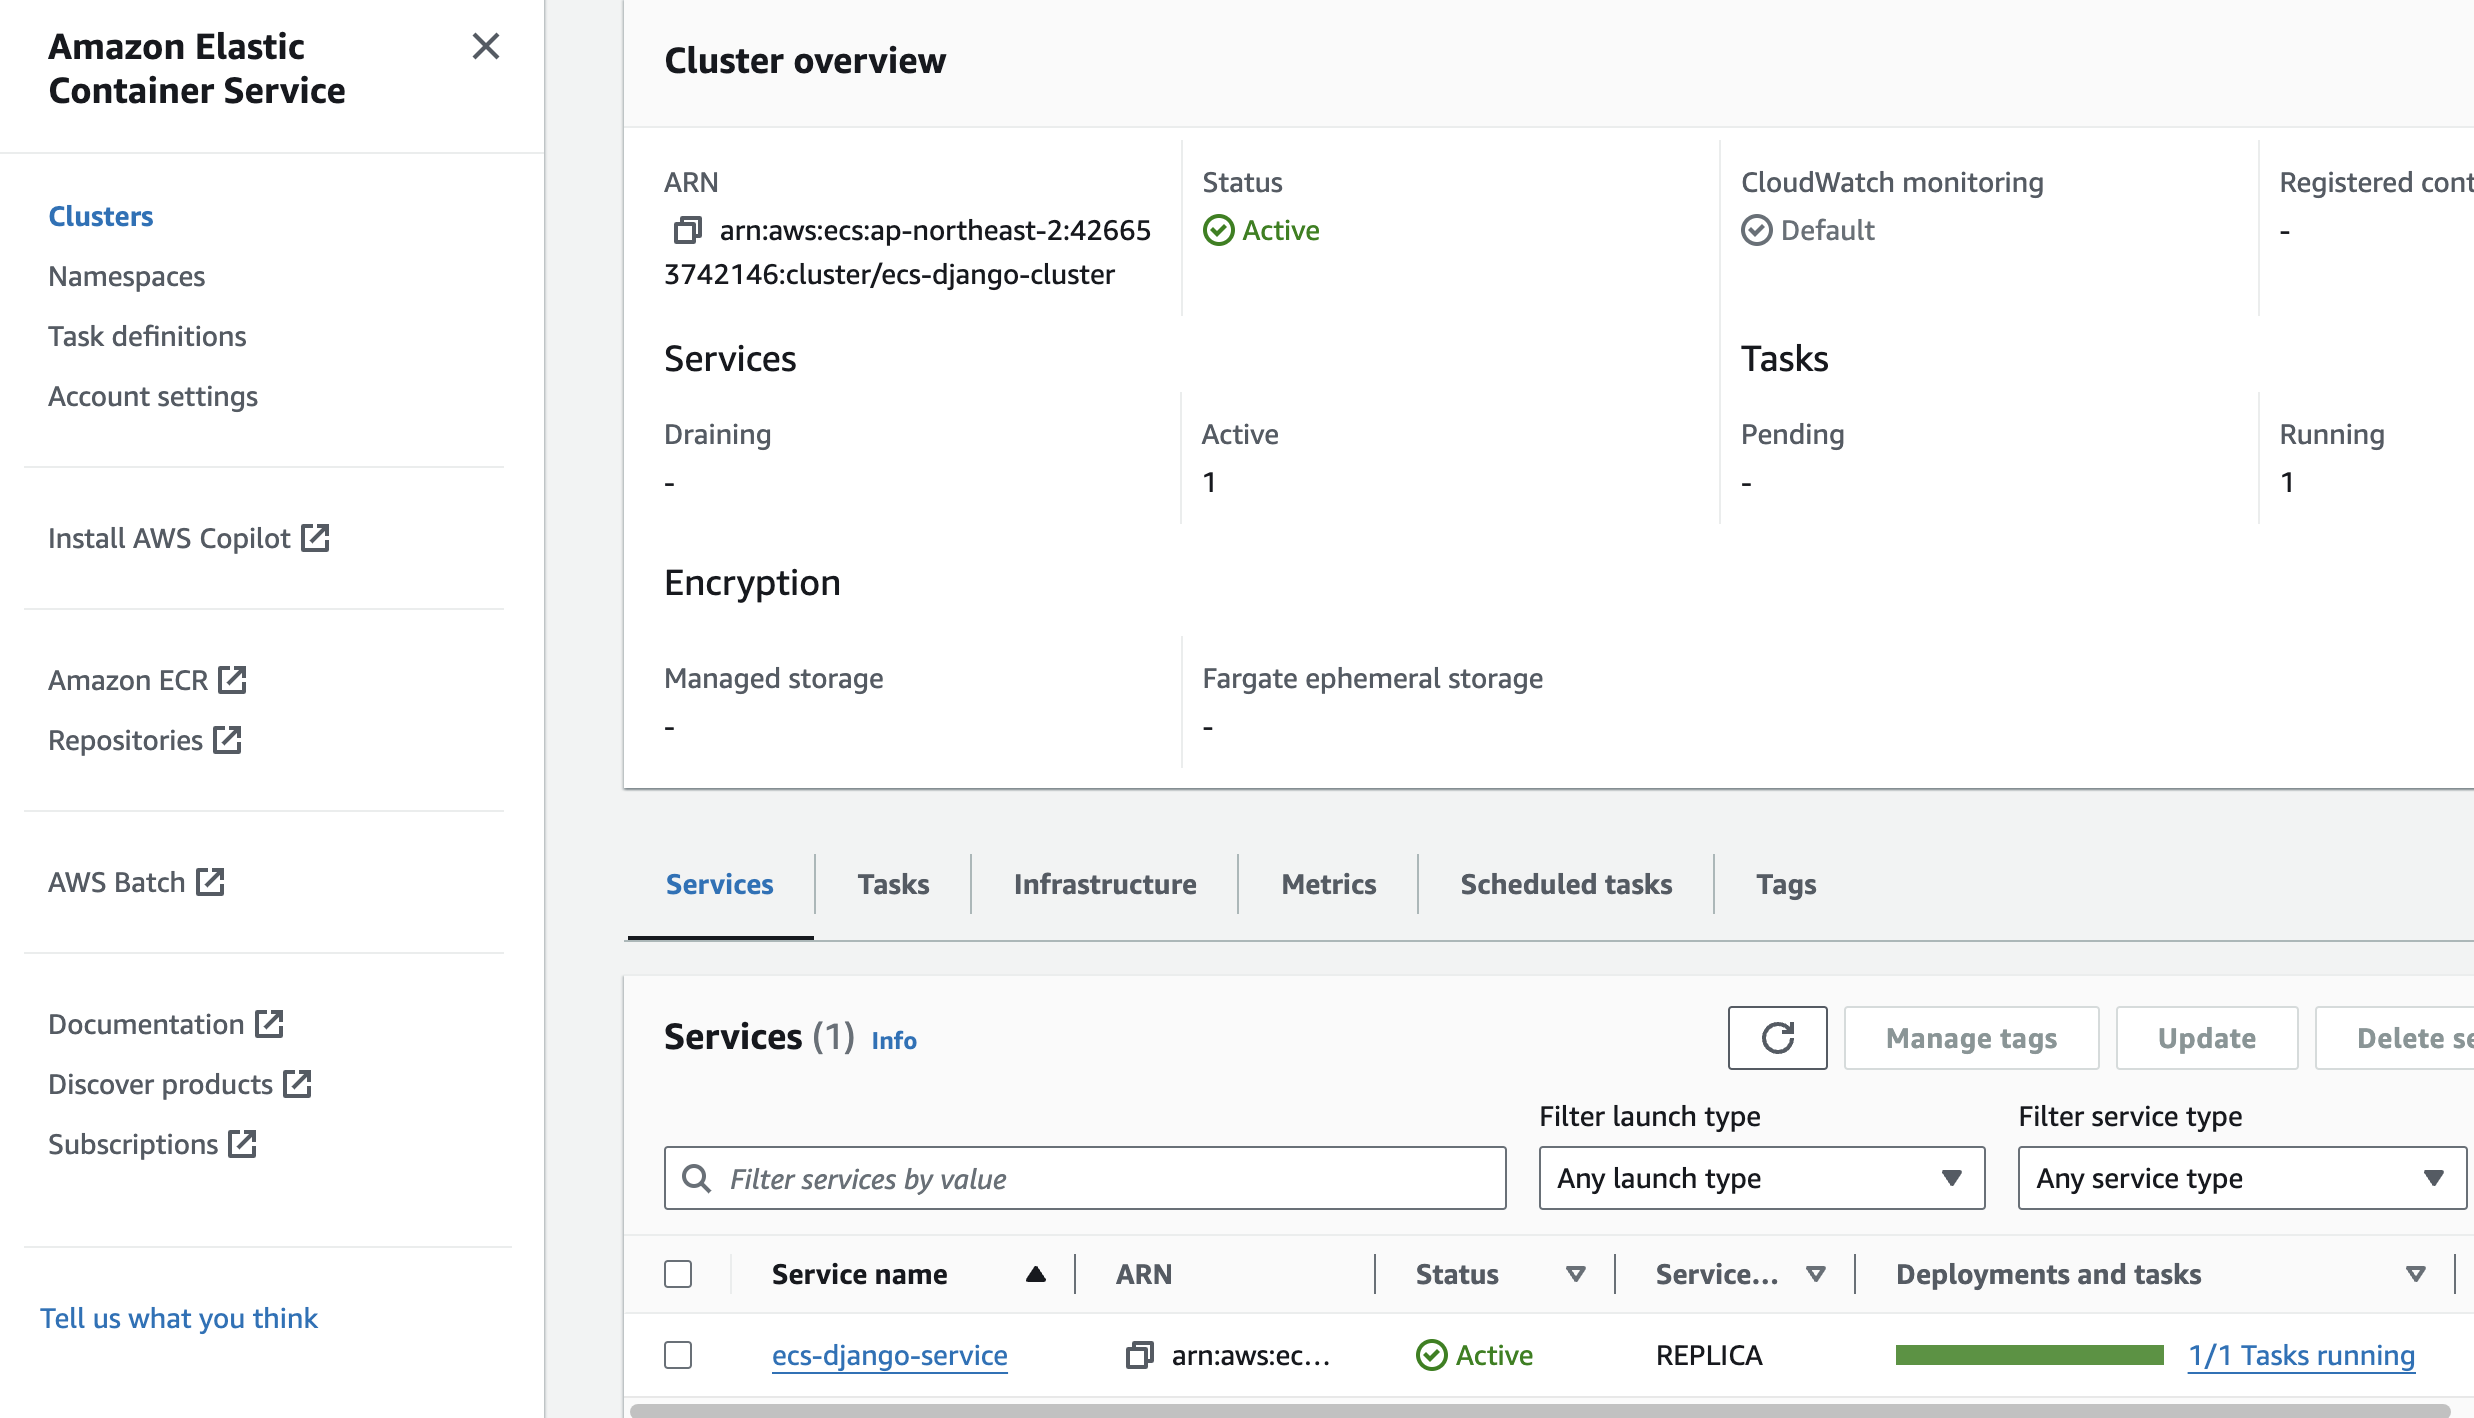 Amazon Elastic
Container Service
Clusters
Namespaces
Task definitions
Account settings
Install AWS Copilot
Amazon ECR
Repositories
AWS Batch
Documentation
Discover products
Subscriptions
Tell us what you think
Cluster overview
ARN
arn:aws:ecs:ap-northeast-2:42665
3742146:cluster/ecs-django-cluster
Status
Active
CloudWatch monitoring
Default
Registered cont
-
Services
Draining
-
Active
1
Tasks
Pending
-
Running
1
Encryption
Managed storage
-
Fargate ephemeral storage
-
Services Tasks Infrastructure Metrics Scheduled tasks Tags
Services (1) Info
Manage tags Update Delete se
Filter launch type Filter service type
Filter services by value Any launch type Any service type
Service name ARN Status Service... Deployments and tasks
ecs-django-service arn:aws:ec... Active REPLICA 1/1 Tasks running